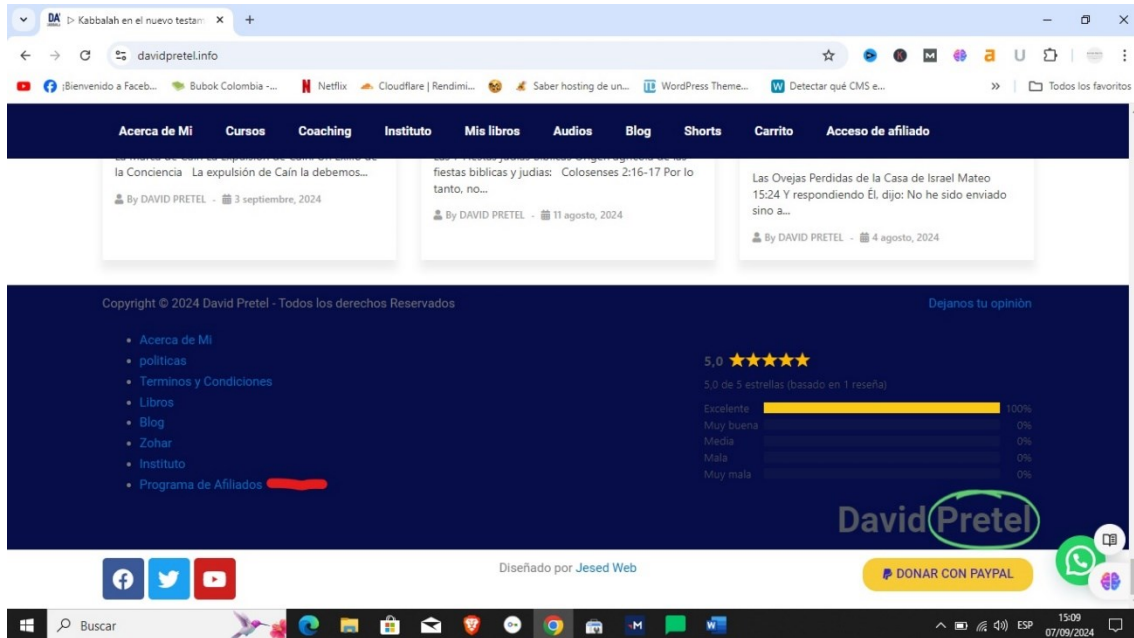 ▷ Kabbalah en el nuevo testam
davidpretel.info
¡Bienvenido a Faceb... Bubok Colombia -... Netflix Cloudflare | Rendimi... Saber hosting de un... WordPress Theme... Detectar qué CMS e... » Todos los favoritos
Acerca de Mi Cursos Coaching Instituto Mis libros Audios Blog Shorts Carrito Acceso de afiliado
la Conciencia La expulsión de Caín la debemos...
By DAVID PRETEL - 3 septiembre, 2024
fiestas biblicas y judias: Colosenses 2:16-17 Por lo
tanto, no...
By DAVID PRETEL - 11 agosto, 2024
Las Ovejas Perdidas de la Casa de Israel Mateo
15:24 Y respondiendo Él, dijo: No he sido enviado
sino a...
By DAVID PRETEL - 4 agosto, 2024
Copyright © 2024 David Pretel - Todos los derechos Reservados
Dejanos tu opinión
Acerca de Mi
politicas
Terminos y Condiciones
Libros
Blog
Zohar
Instituto
Programa de Afiliados
5,0
5,0 de 5 estrellas (basado en 1 reseña)
Excelente 100%
Muy buena 0%
Media 0%
Mala 0%
Muy mala 0%
David Pretel
Diseñado por Jesed Web
DONAR CON PAYPAL
Buscar
ESP
15:09
07/09/2024